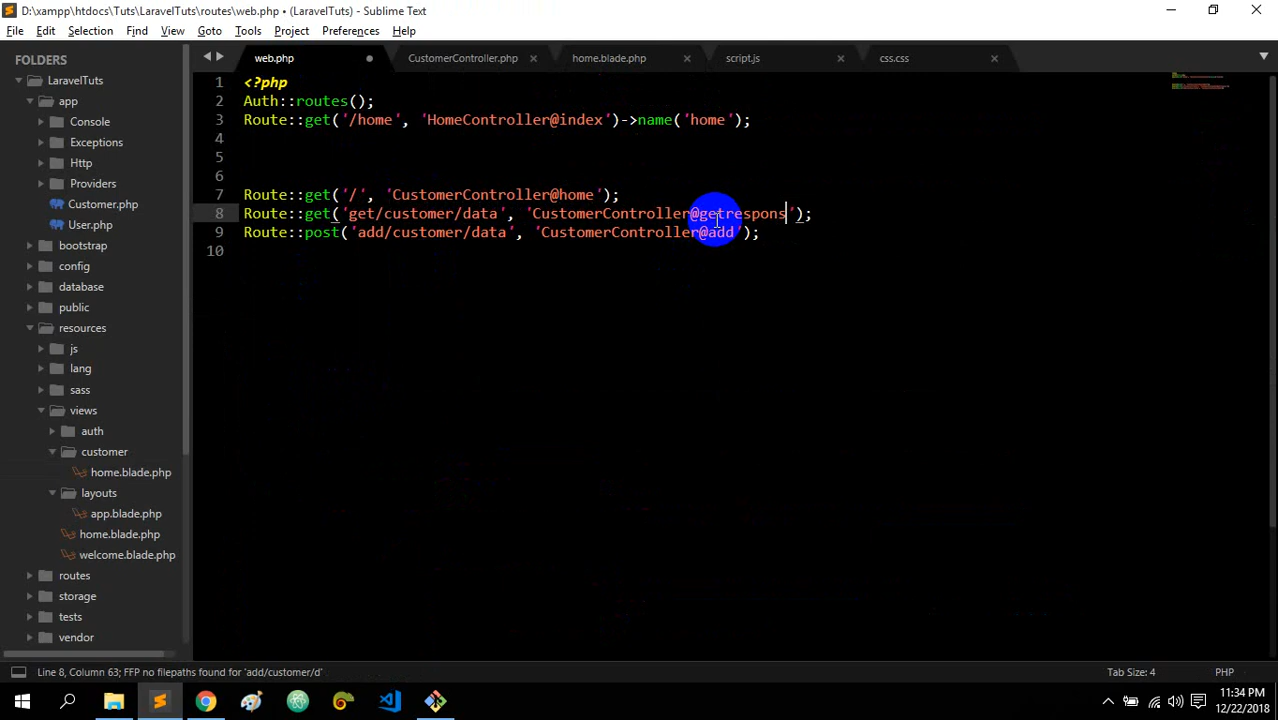 D:\xampp\htdocs\Tuts\LaravelTuts\routes\web.php • (LaravelTuts) - Sublime Text
File Edit Selection Find View Goto Tools Project Preferences Help
FOLDERS
LaravelTuts
app
Console
Exceptions
Http
Providers
Customer.php
User.php
bootstrap
config
database
public
resources
js
lang
sass
views
auth
customer
home.blade.php
layouts
app.blade.php
home.blade.php
welcome.blade.php
routes
storage
tests
vendor
web.php CustomerController.php home.blade.php script.js css.css
1 <?php
2 Auth::routes();
3 Route::get('/home', 'HomeController@index')->name('home');
4
5
6
7 Route::get('/', 'CustomerController@home');
8 Route::get('get/customer/data', 'CustomerController@getrespons');
9 Route::post('add/customer/data', 'CustomerController@add');
10
Line 8, Column 63; FFP no filepaths found for 'add/customer/d' Tab Size: 4 PHP
11:34 PM
12/22/2018